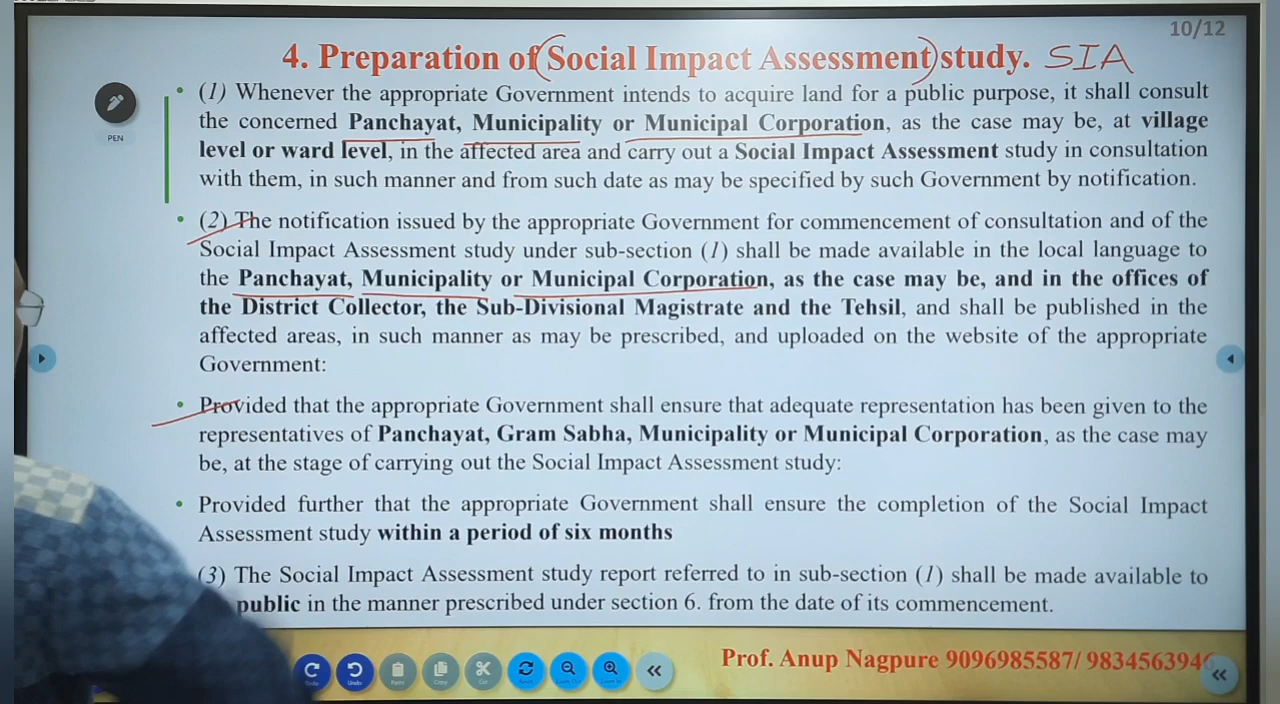 10/12
4. Preparation of Social Impact Assessment study. SIA
PEN
• (1) Whenever the appropriate Government intends to acquire land for a public purpose, it shall consult
the concerned Panchayat, Municipality or Municipal Corporation, as the case may be, at village
level or ward level, in the affected area and carry out a Social Impact Assessment study in consultation
with them, in such manner and from such date as may be specified by such Government by notification.
• (2) The notification issued by the appropriate Government for commencement of consultation and of the
Social Impact Assessment study under sub-section (1) shall be made available in the local language to
the Panchayat, Municipality or Municipal Corporation, as the case may be, and in the offices of
the District Collector, the Sub-Divisional Magistrate and the Tehsil, and shall be published in the
affected areas, in such manner as may be prescribed, and uploaded on the website of the appropriate
Government:
• Provided that the appropriate Government shall ensure that adequate representation has been given to the
representatives of Panchayat, Gram Sabha, Municipality or Municipal Corporation, as the case may
be, at the stage of carrying out the Social Impact Assessment study:
• Provided further that the appropriate Government shall ensure the completion of the Social Impact
Assessment study within a period of six months
(3) The Social Impact Assessment study report referred to in sub-section (1) shall be made available to
public in the manner prescribed under section 6. from the date of its commencement.
Prof. Anup Nagpure 9096985587/ 9834563946
Undo
Copy
Cut